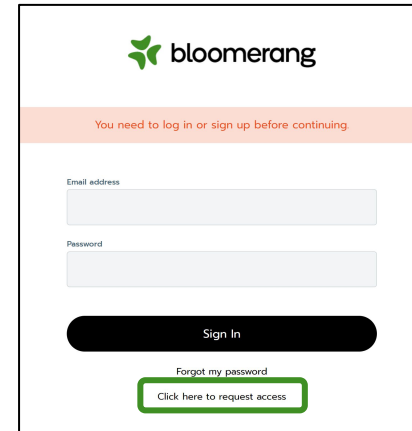 bloomerang
You need to log in or sign up before continuing.
Email address
Password
Sign In
Forgot my password
Click here to request access